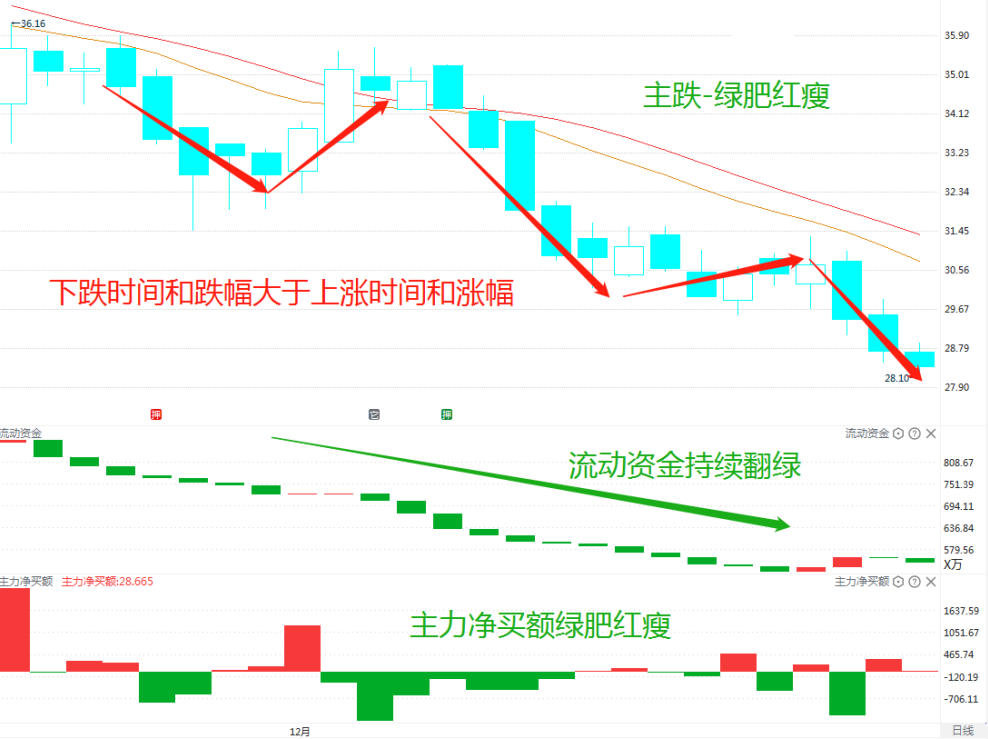 ←36.16
35.90
35.01
主跌-绿肥红瘦
34.12
33.23
32.34
31.45
30.56
下跌时间和跌幅大于上涨时间和涨幅
29.67
28.79
28.10
27.90
押 它 押
流动资金 流动资金
流动资金持续翻绿
808.67
751.39
694.11
636.84
579.56
X万
主力净买额 主力净买额:28.665 主力净买额
主力净买额绿肥红瘦
1637.59
1051.67
465.74
-120.19
-706.11
12月 日线